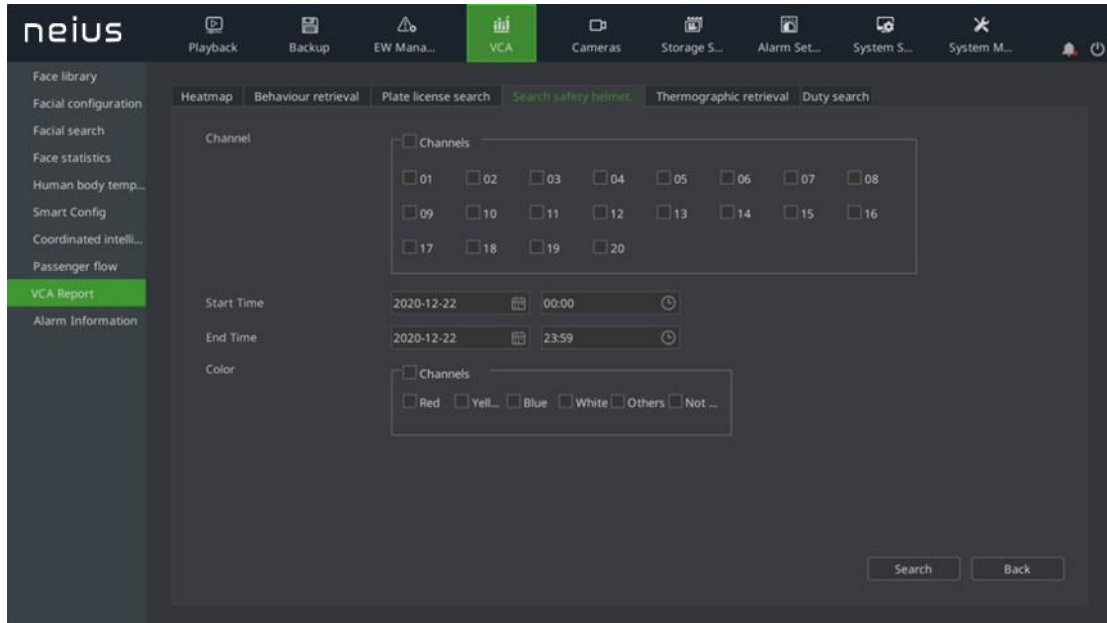 neius
Playback Backup EW Mana... VCA Cameras Storage S... Alarm Set... System S... System M...
Face library
Facial configuration
Facial search
Face statistics
Human body temp...
Smart Config
Coordinated intelli...
Passenger flow
VCA Report
Alarm Information
Heatmap Behaviour retrieval Plate license search Search safety helmet. Thermographic retrieval Duty search
Channel
Channels
01 02 03 04 05 06 07 08
09 10 11 12 13 14 15 16
17 18 19 20
Start Time 2020-12-22 00:00
End Time 2020-12-22 23:59
Color
Channels
Red Yell... Blue White Others Not ...
Search Back